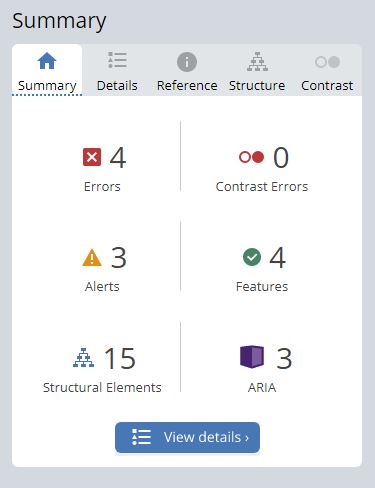 Summary
Summary Details Reference Structure Contrast
4 0
Errors Contrast Errors
3 4
Alerts Features
15 3
Structural Elements ARIA
View details ›